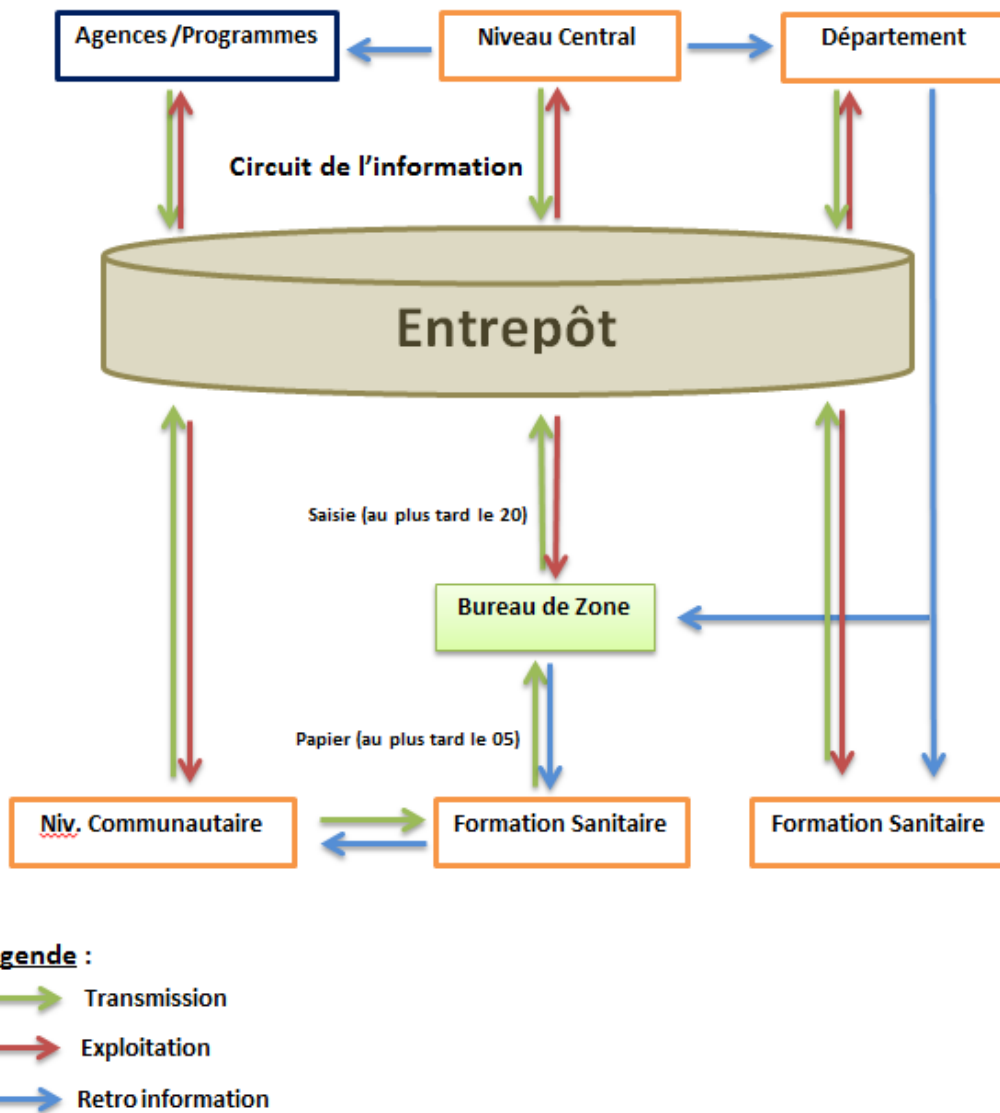 Agences /Programmes
Niveau Central
Département
Circuit de l'information
Entrepôt
Saisie (au plus tard le 20)
Bureau de Zone
Papier (au plus tard le 05)
Niv. Communautaire
Formation Sanitaire
Formation Sanitaire
gende :
Transmission
Exploitation
Retro information